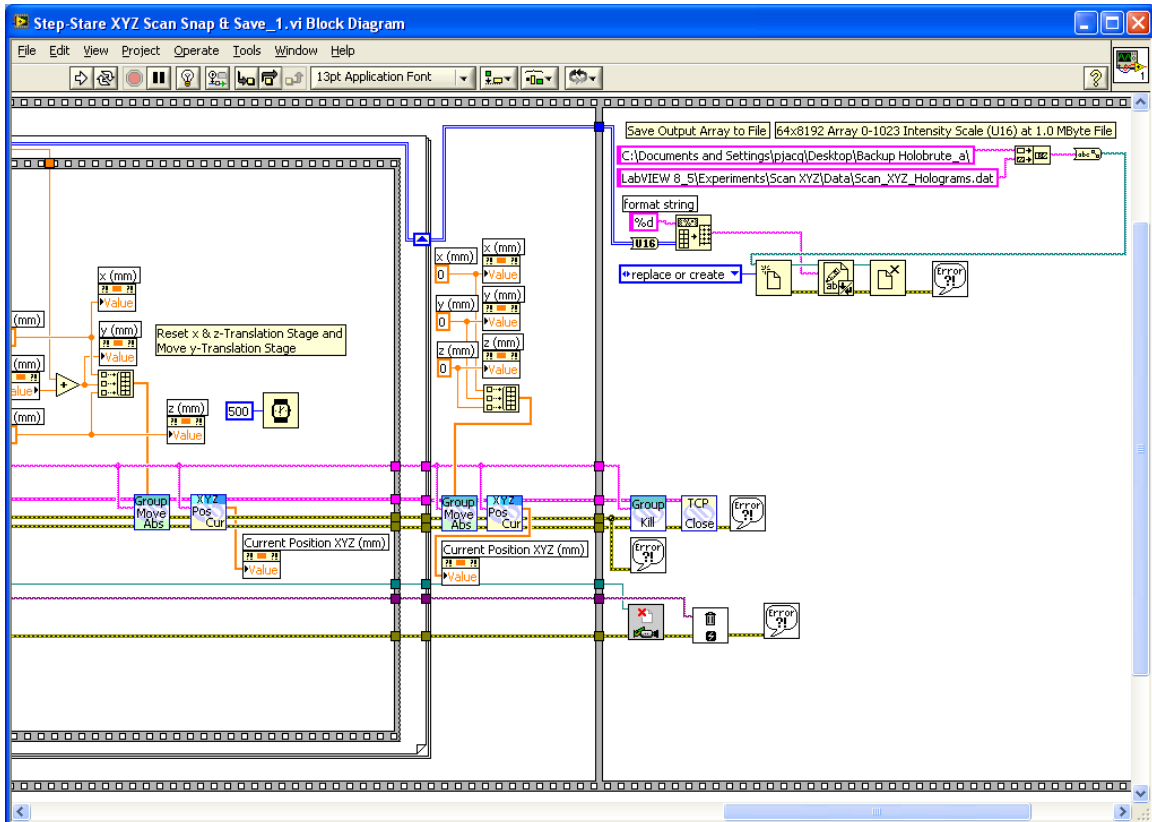 Step-Stare XYZ Scan Snap & Save_1.vi Block Diagram
File Edit View Project Operate Tools Window Help
13pt Application Font
1
Save Output Array to File
64x8192 Array 0-1023 Intensity Scale (U16) at 1.0 MByte File
C:\Documents and Settings\pjacq\Desktop\Backup Holobrute_a\
LabVIEW 8_5\Experiments\Scan XYZ\Data\Scan_XYZ_Holograms.dat
format string
%d
U16
replace or create
Error
?!
x (mm)
Value
y (mm)
Value
z (mm)
Value
(mm)
(mm)
alue
(mm)
Reset x & z-Translation Stage and
Move y-Translation Stage
500
x (mm)
0
x (mm)
Value
y (mm)
0
y (mm)
Value
z (mm)
0
z (mm)
Value
Group
Move
Abs
XYZ
Pos
Cur
Current Position XYZ (mm)
Value
Group
Move
Abs
XYZ
Pos
Cur
Current Position XYZ (mm)
Value
Group
Kill
TCP
Close
Error
?!
Error
?!
Error
?!